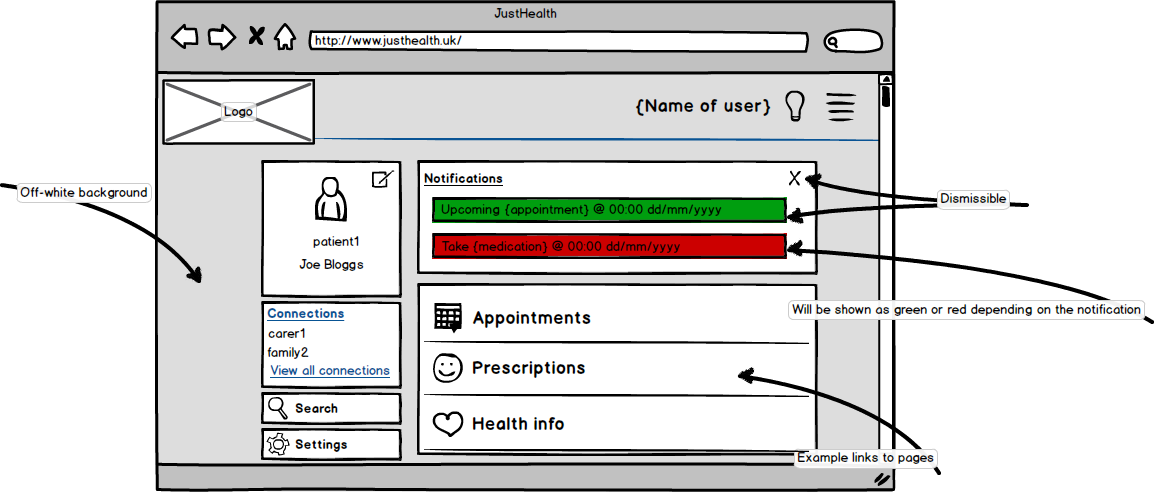 JustHealth
http://www.justhealth.uk/
Logo
{Name of user}
Off-white background
patient1
Joe Bloggs
Connections
carer1
family2
View all connections
Search
Settings
Notifications
X
Upcoming {appointment} @ 00:00 dd/mm/yyyy
Take {medication} @ 00:00 dd/mm/yyyy
Dismissible
Will be shown as green or red depending on the notification
Appointments
Prescriptions
Health info
Example links to pages